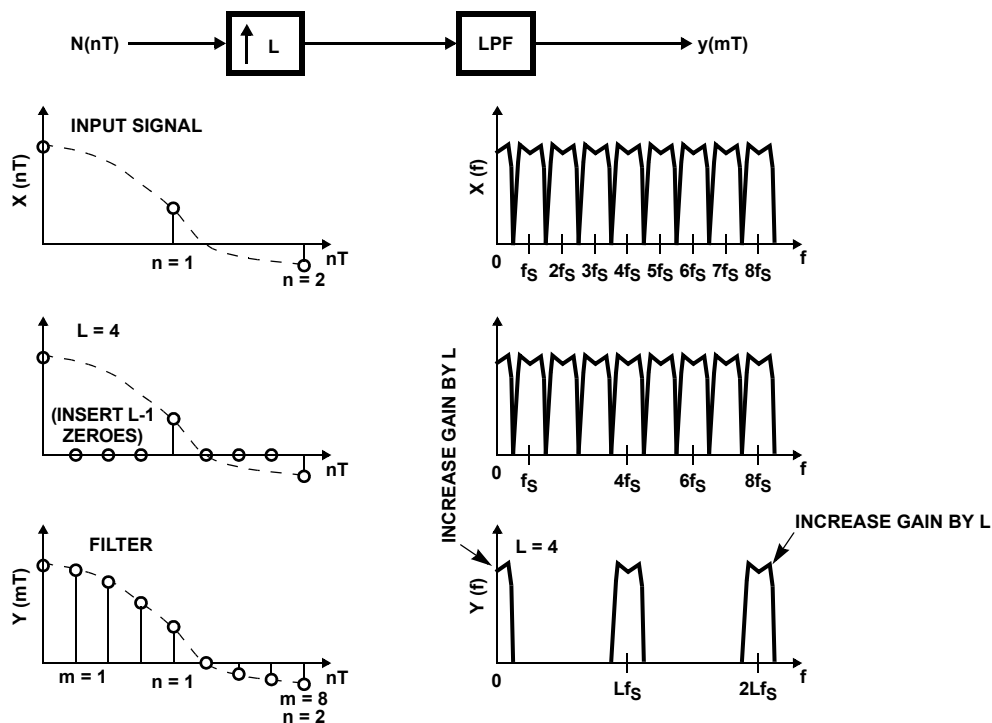 N(nT) L LPF y(mT)
INPUT SIGNAL
X (nT)
nT
n = 1
n = 2
X (f)
0 fS 2fS 3fS 4fS 5fS 6fS 7fS 8fS f
L = 4
(INSERT L-1
ZEROES)
nT
0 fS 4fS 6fS 8fS f
INCREASE GAIN BY L
FILTER
Y (mT)
nT
m = 1
n = 1
m = 8
n = 2
INCREASE GAIN BY L
L = 4
Y (f)
0 LfS 2LfS f